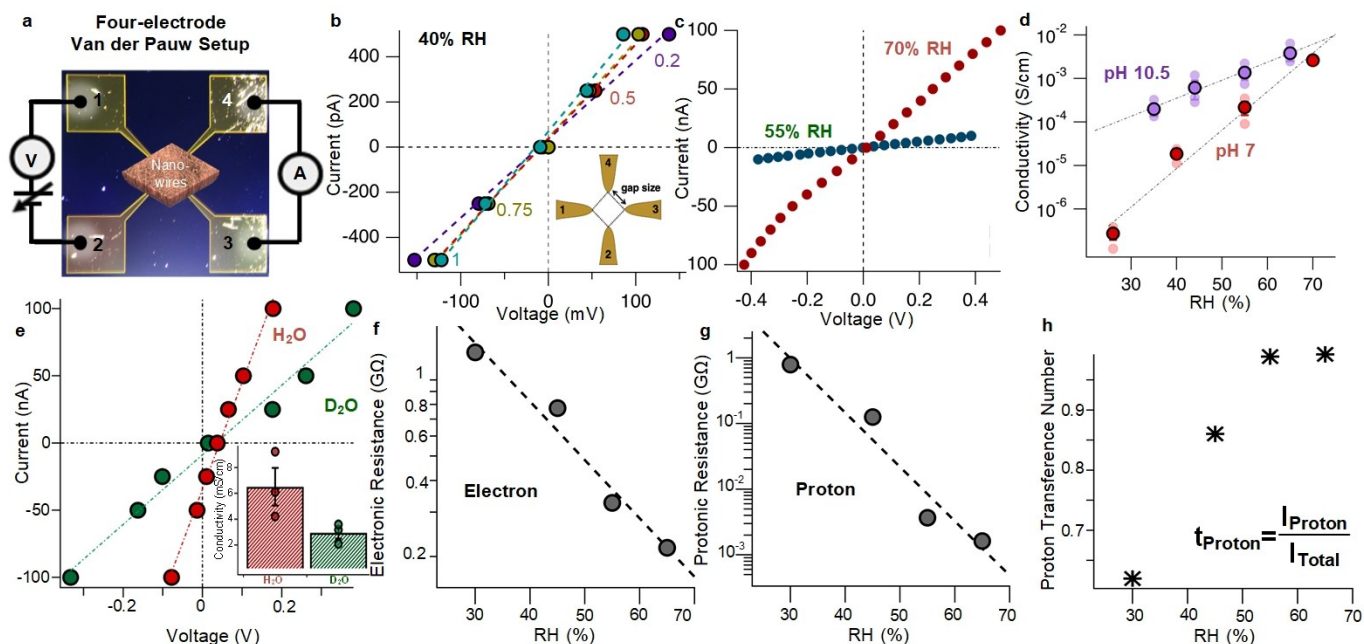 a
Four-electrode
Van der Pauw Setup
1
4
V
A
Nano-
wires
2
3
b
40% RH
Current (pA)
400
200
0
-200
-400
0.2
0.5
0.75
1
4
gap size
1
3
2
-100
0
100
Voltage (mV)
c
70% RH
55% RH
Current (nA)
100
50
0
50
100
-0.4
-0.2
0.0
0.2
0.4
Voltage (V)
d
Conductivity (S/cm)
10⁻²
10⁻³
10⁻⁴
10⁻⁵
10⁻⁶
pH 10.5
pH 7
30
40
50
60
70
RH (%)
e
Current (nA)
100
50
0
-50
-100
H₂O
D₂O
Conductivity (mS/cm)
8
6
4
2
H₂O
D₂O
-0.2
0
0.2
Voltage (V)
f
Electronic Resistance (GΩ)
1
0.8
0.6
0.4
0.2
Electron
30
40
50
60
70
RH (%)
g
Protonic Resistance (GΩ)
10⁰
10⁻¹
10⁻²
10⁻³
Proton
30
40
50
60
70
RH (%)
h
Proton Transference Number
0.95
0.9
0.8
0.7
t Proton = I Proton / I Total
30
40
50
60
70
RH (%)